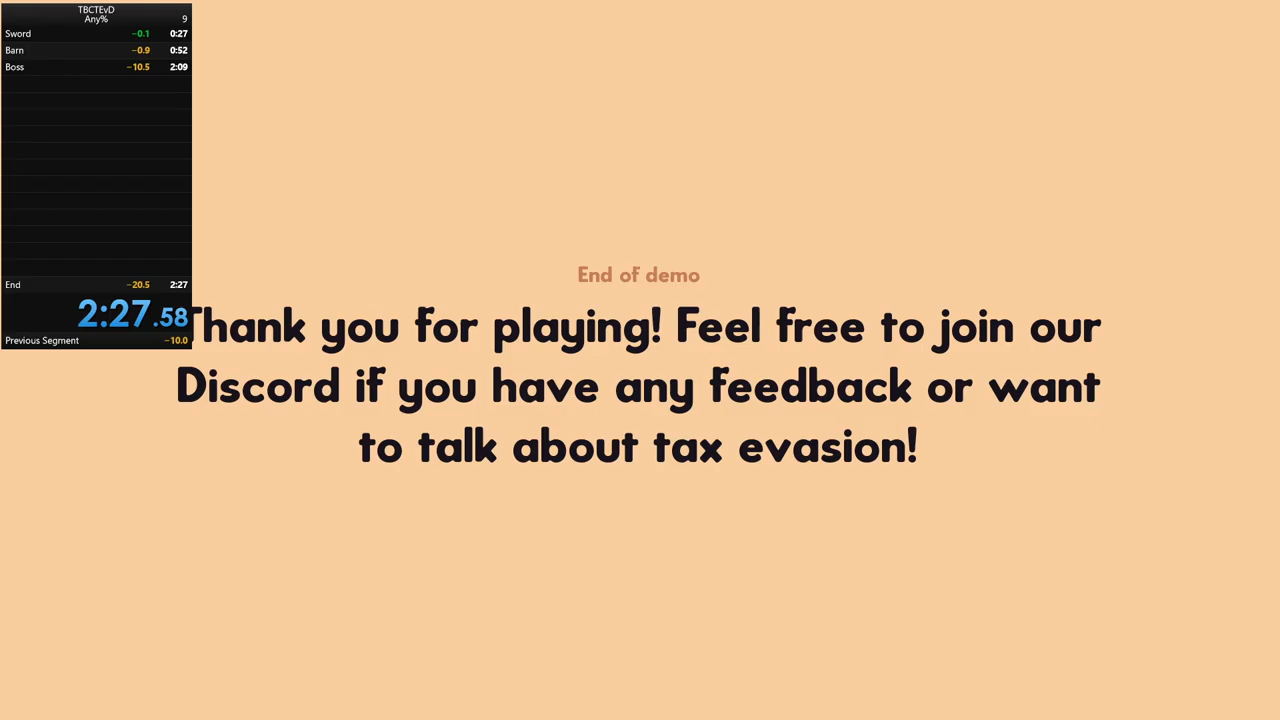 TBCTEvD
Any% 9
Sword −0.1 0:27
Barn −0.9 0:52
Boss −10.5 2:09
End −20.5 2:27
2:27.58
Previous Segment −10.0
End of demo
Thank you for playing! Feel free to join our
Discord if you have any feedback or want
to talk about tax evasion!